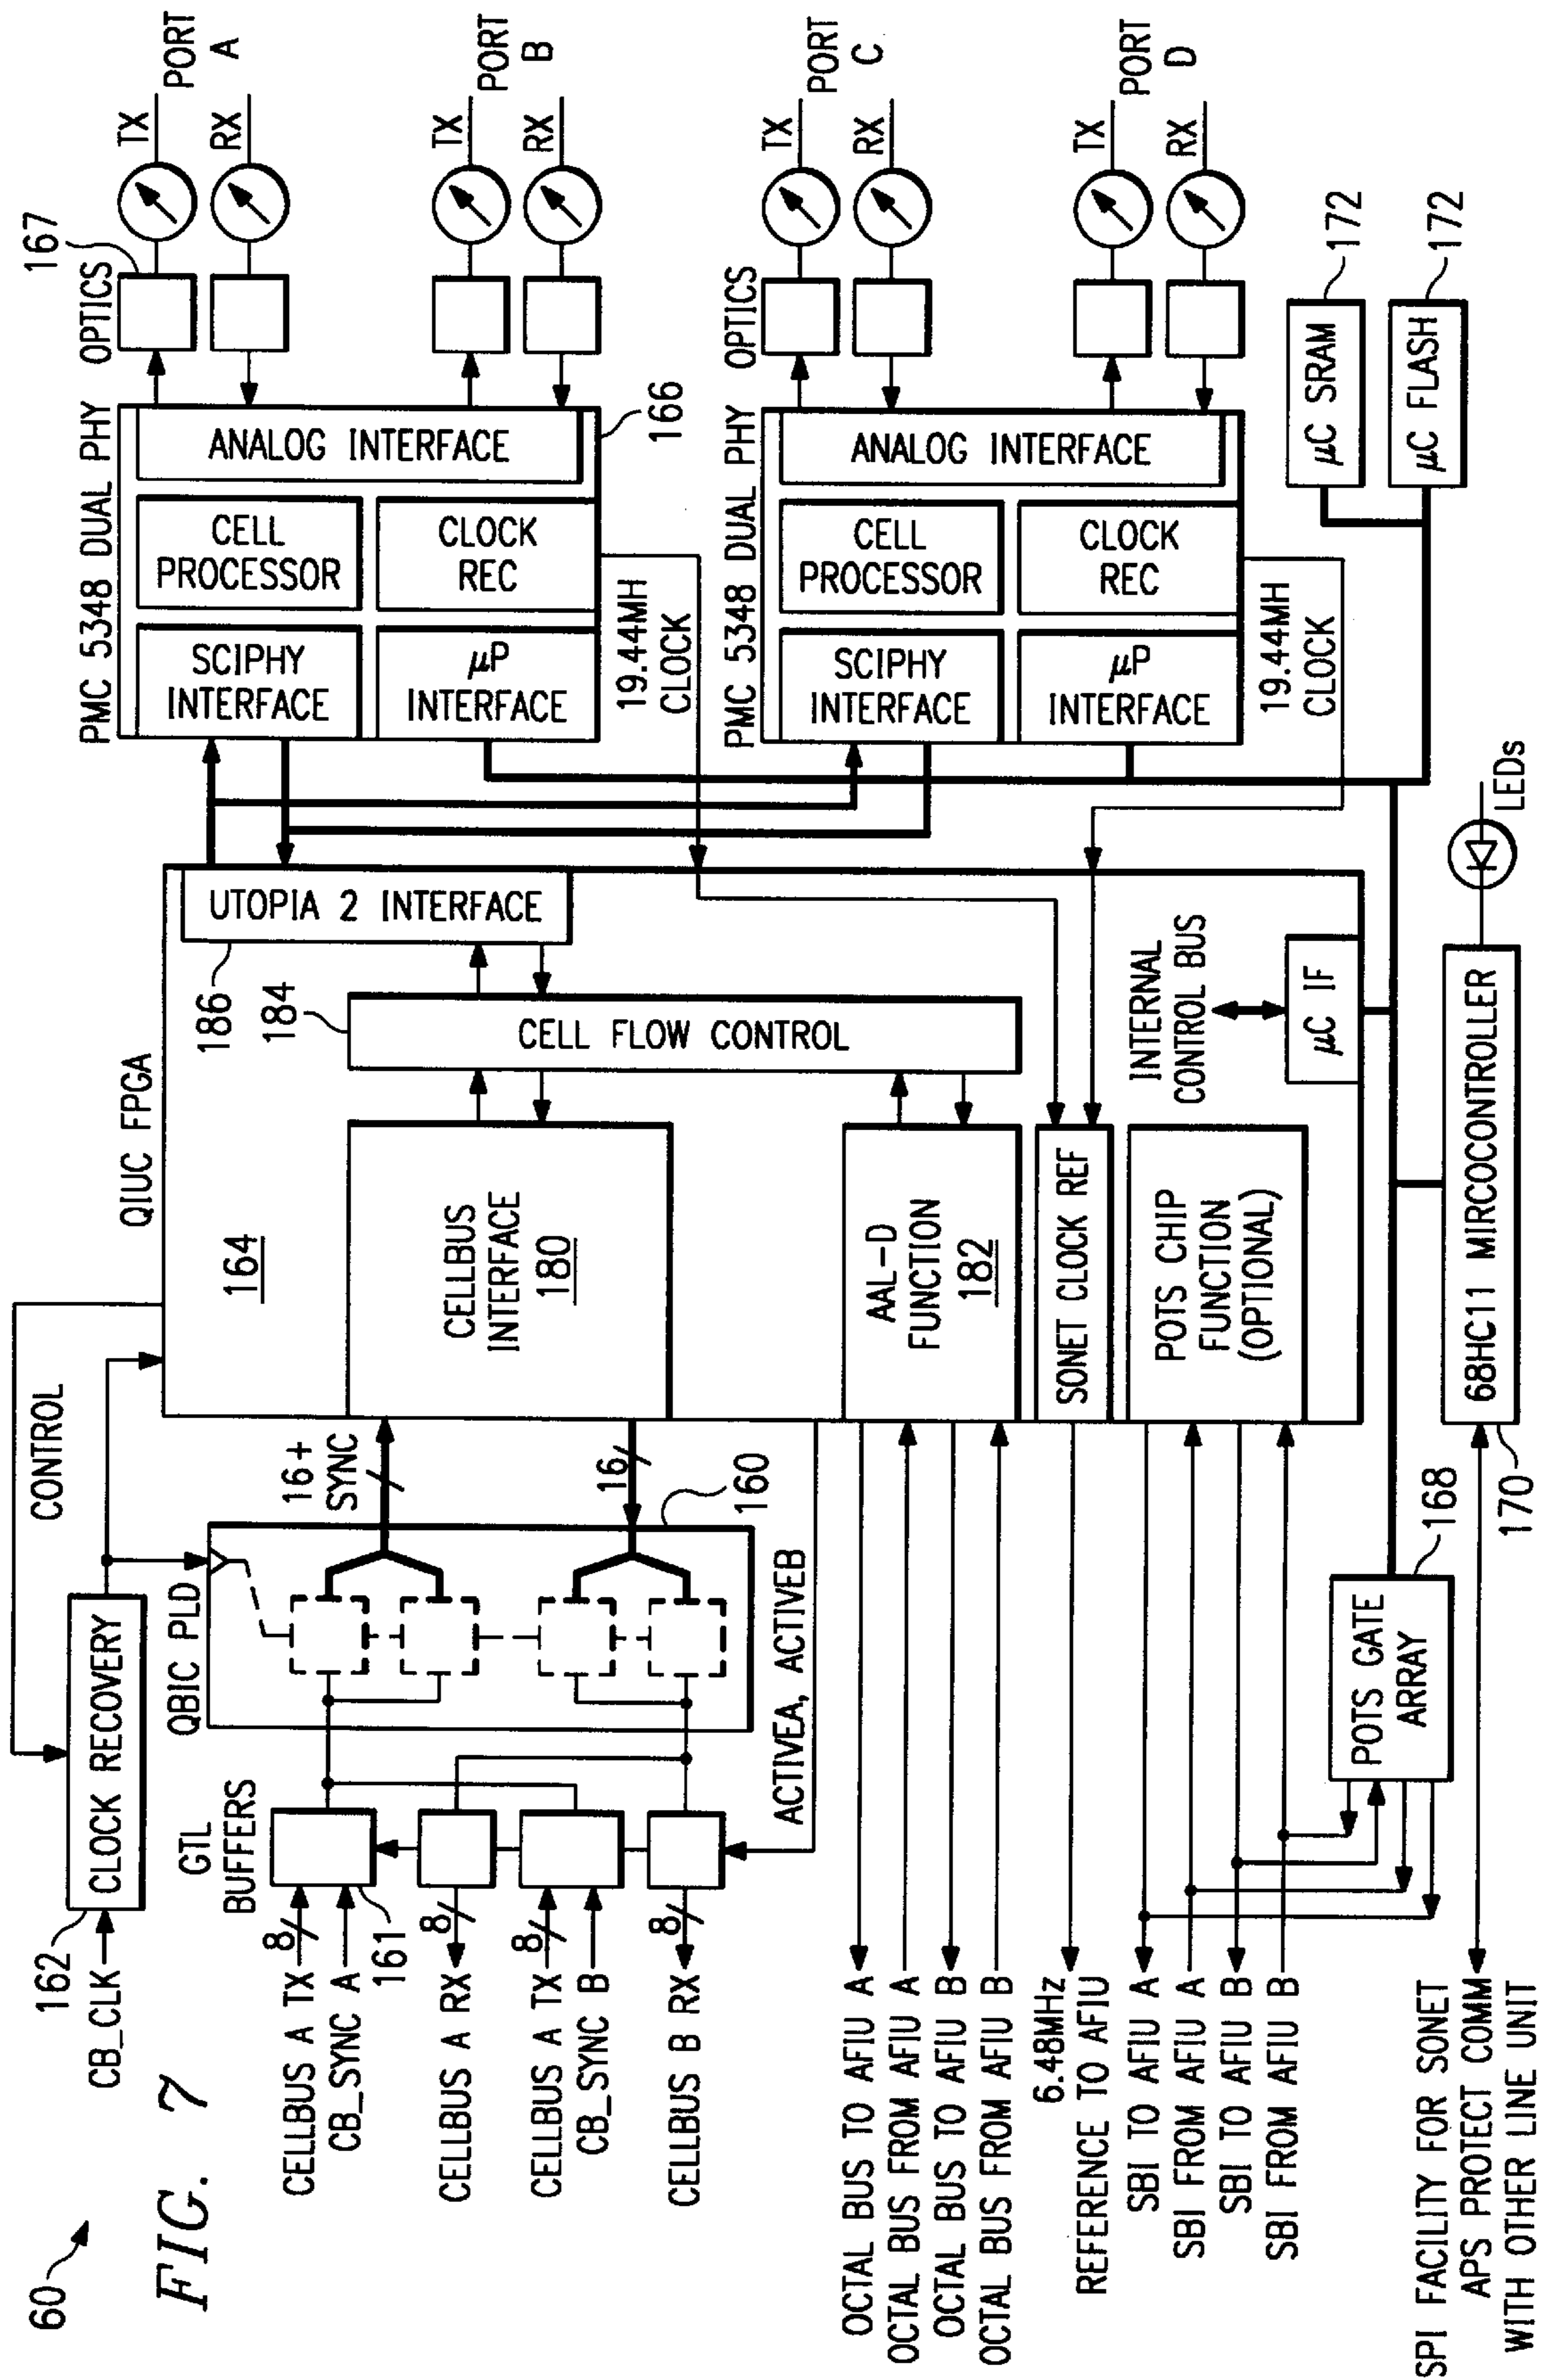 60
FIG. 7
162
CB_CLK
CLOCK RECOVERY
CONTROL
GTL
BUFFERS
161
CELLBUS A TX
8
CB_SYNC A
CELLBUS A RX
8
CELLBUS A TX
8
CB_SYNC B
CELLBUS B RX
8
QBIC PLD
160
16+
SYNC
16
ACTIVEA, ACTIVEB
QIUC FPGA
164
CELLBUS
INTERFACE
180
186
UTOPIA 2 INTERFACE
184
CELL FLOW CONTROL
AAL-D
FUNCTION
182
SONET CLOCK REF
POTS CHIP
FUNCTION
(OPTIONAL)
INTERNAL
CONTROL BUS
µC IF
OCTAL BUS TO AFIU A
OCTAL BUS FROM AFIU A
OCTAL BUS TO AFIU B
OCTAL BUS FROM AFIU B
6.48MHz
REFERENCE TO AFIU
SBI TO AFIU A
SBI FROM AFIU A
SBI TO AFIU B
SBI FROM AFIU B
SPI FACILITY FOR SONET
APS PROTECT COMM
WITH OTHER LINE UNIT
POTS GATE
ARRAY
168
170
68HC11 MIRCOCONTROLLER
LEDs
PMC 5348 DUAL PHY
SCIPHY
INTERFACE
CELL
PROCESSOR
µP
INTERFACE
CLOCK
REC
ANALOG INTERFACE
166
19.44MH
CLOCK
OPTICS
167
TX
RX
PORT
A
TX
RX
PORT
B
PMC 5348 DUAL PHY
SCIPHY
INTERFACE
CELL
PROCESSOR
µP
INTERFACE
CLOCK
REC
ANALOG INTERFACE
19.44MH
CLOCK
OPTICS
TX
RX
PORT
C
TX
RX
PORT
D
µC SRAM
172
µC FLASH
172